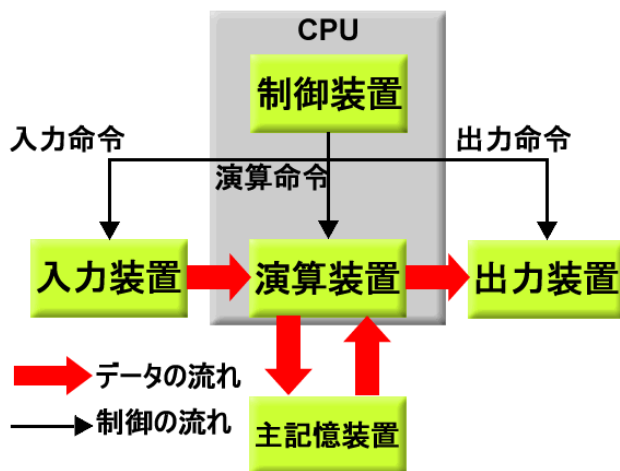 CPU
制御装置
入力命令
出力命令
演算命令
入力装置
演算装置
出力装置
データの流れ
制御の流れ
主記憶装置